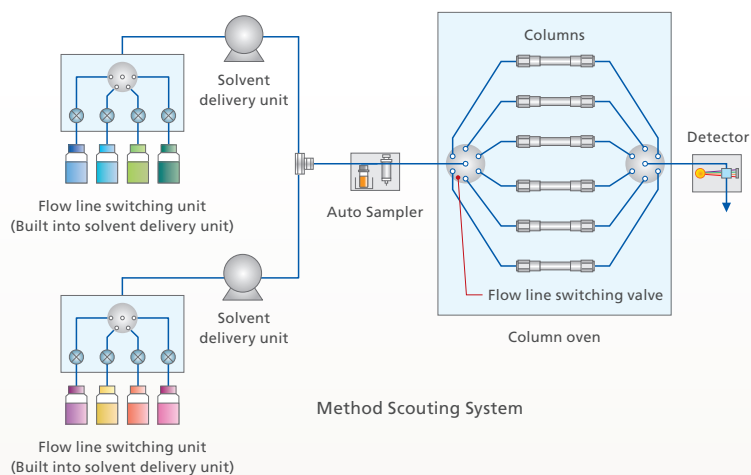 Columns
Solvent
delivery unit
Detector
Auto Sampler
Flow line switching unit
(Built into solvent delivery unit)
Flow line switching valve
Solvent
delivery unit
Column oven
Method Scouting System
Flow line switching unit
(Built into solvent delivery unit)